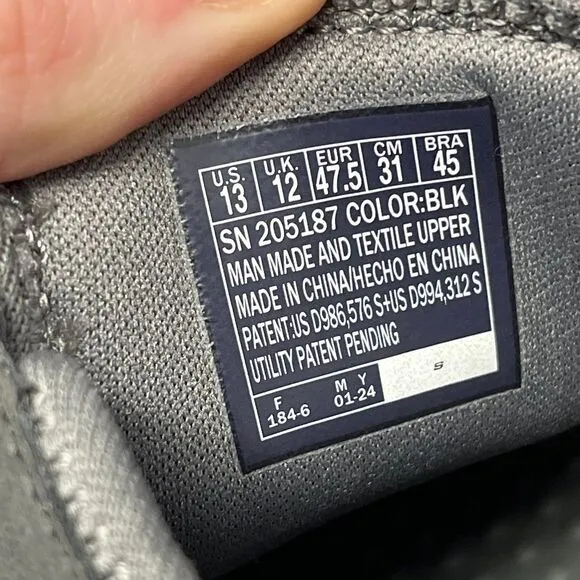 U.S. U.K. EUR CM BRA
13 12 47.5 31 45
SN 205187 COLOR:BLK
MAN MADE AND TEXTILE UPPER
MADE IN CHINA/HECHO EN CHINA
PATENT:US D986,576 S+US D994,312 S
UTILITY PATENT PENDING
F M Y S
184-6 01-24